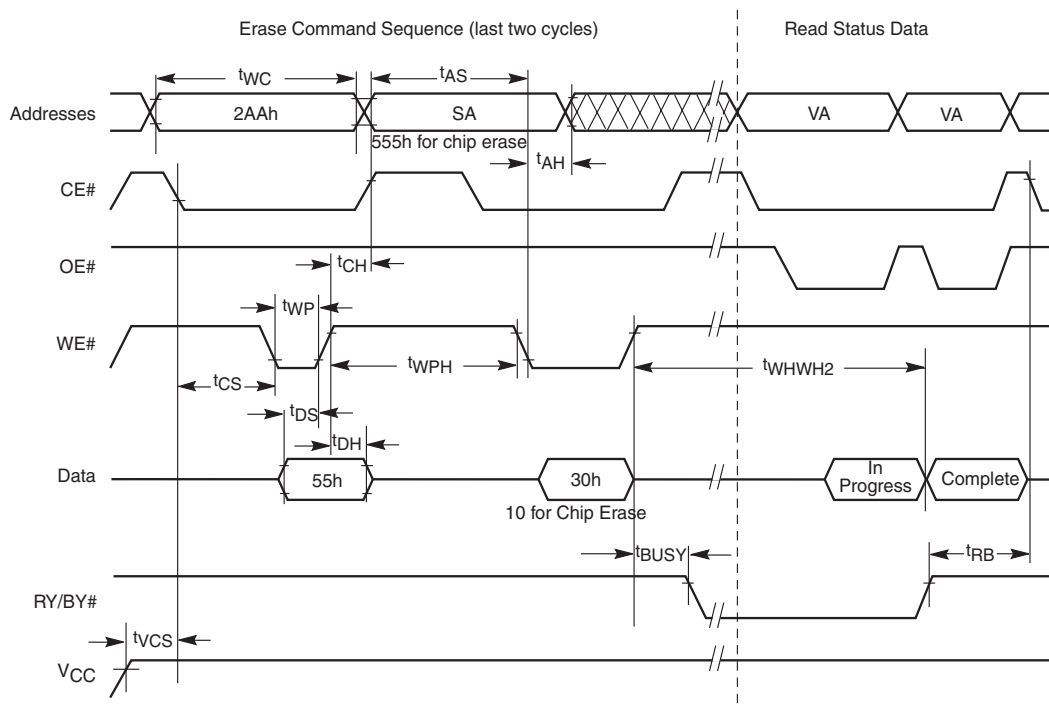 Erase Command Sequence (last two cycles)
Read Status Data
tWC
tAS
Addresses
2AAh
SA
VA
VA
555h for chip erase
tAH
CE#
OE#
tCH
tWP
WE#
tWPH
tWHWH2
tCS
tDS
tDH
Data
55h
30h
In
Progress
Complete
10 for Chip Erase
tBUSY
tRB
RY/BY#
tVCS
VCC